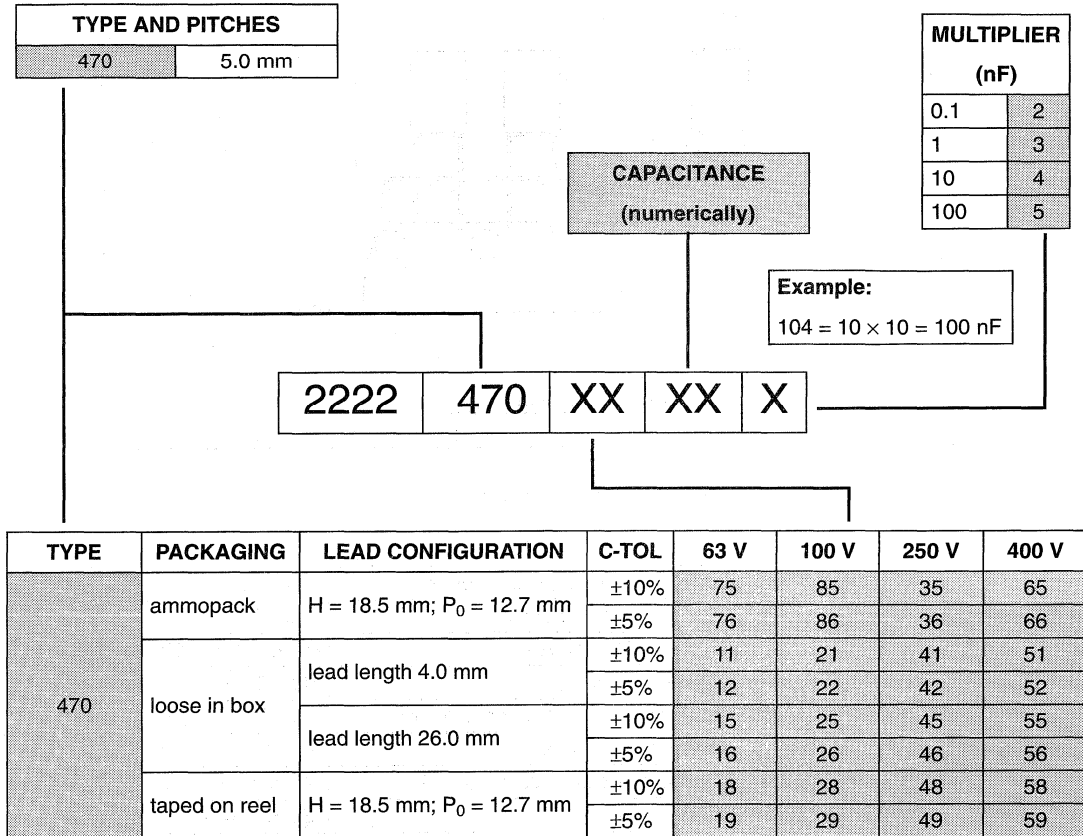 TYPE AND PITCHES
470 5.0 mm
MULTIPLIER
(nF)
0.1 2
1 3
10 4
100 5
CAPACITANCE
(numerically)
Example:
104 = 10 × 10 = 100 nF
2222 470 XX XX X
TYPE PACKAGING LEAD CONFIGURATION C-TOL 63 V 100 V 250 V 400 V
470
ammopack
H = 18.5 mm; P₀ = 12.7 mm
±10% 75 85 35 65
±5% 76 86 36 66
loose in box
lead length 4.0 mm
±10% 11 21 41 51
±5% 12 22 42 52
lead length 26.0 mm
±10% 15 25 45 55
±5% 16 26 46 56
taped on reel
H = 18.5 mm; P₀ = 12.7 mm
±10% 18 28 48 58
±5% 19 29 49 59